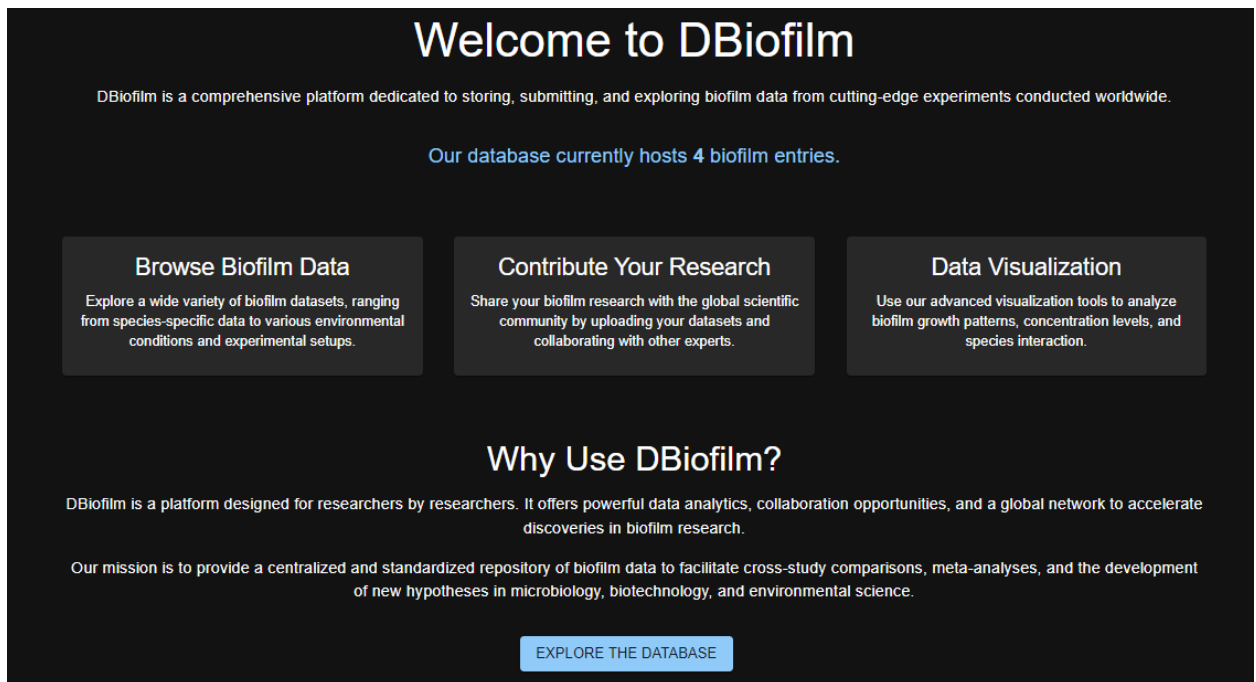 Welcome to DBiofilm
DBiofilm is a comprehensive platform dedicated to storing, submitting, and exploring biofilm data from cutting-edge experiments conducted worldwide.
Our database currently hosts 4 biofilm entries.
Browse Biofilm Data
Explore a wide variety of biofilm datasets, ranging
from species-specific data to various environmental
conditions and experimental setups.
Contribute Your Research
Share your biofilm research with the global scientific
community by uploading your datasets and
collaborating with other experts.
Data Visualization
Use our advanced visualization tools to analyze
biofilm growth patterns, concentration levels, and
species interaction.
Why Use DBiofilm?
DBiofilm is a platform designed for researchers by researchers. It offers powerful data analytics, collaboration opportunities, and a global network to accelerate
discoveries in biofilm research.
Our mission is to provide a centralized and standardized repository of biofilm data to facilitate cross-study comparisons, meta-analyses, and the development
of new hypotheses in microbiology, biotechnology, and environmental science.
EXPLORE THE DATABASE